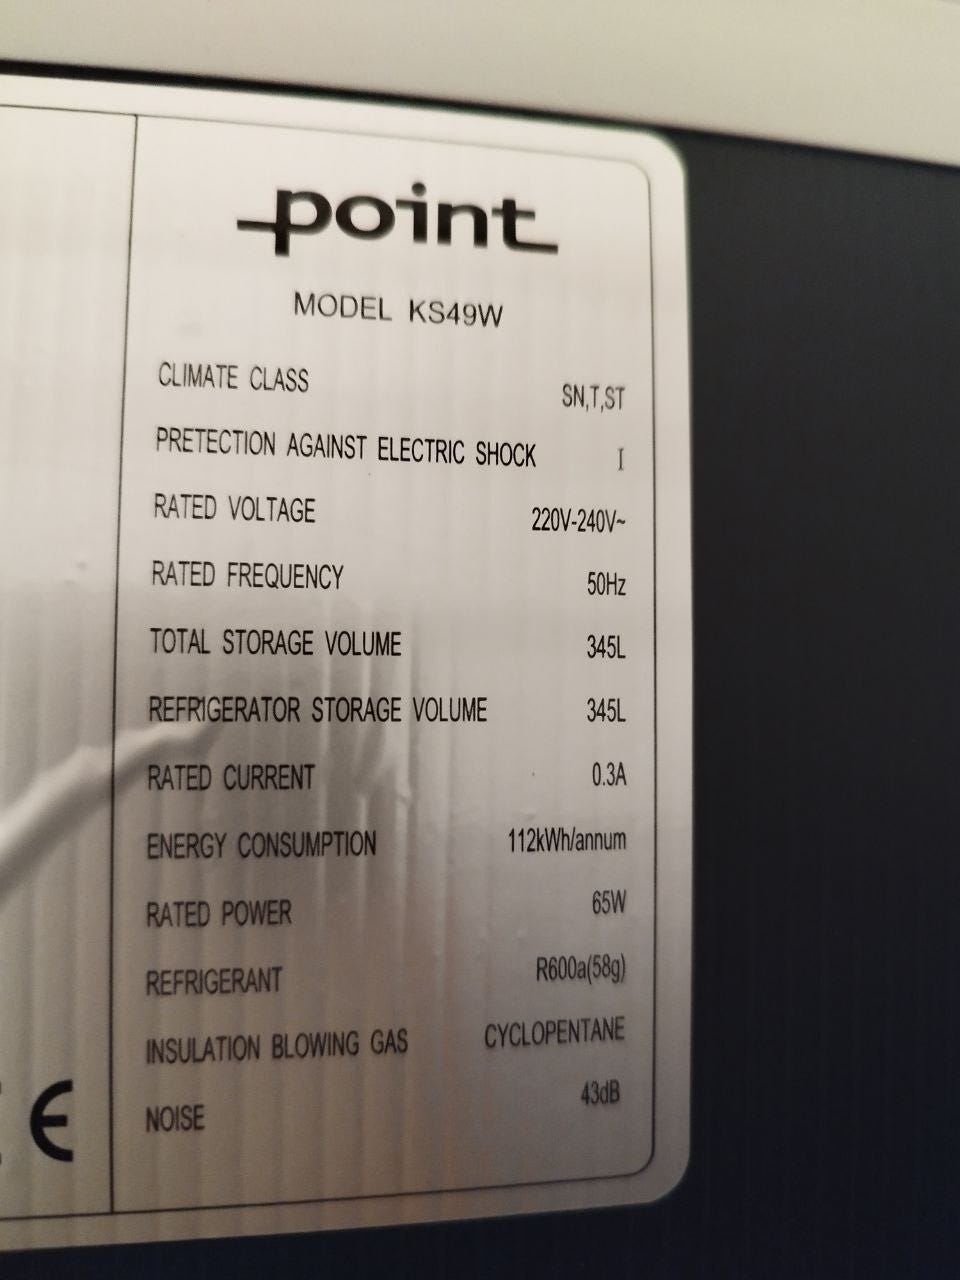 point
MODEL KS49W
CLIMATE CLASS SN,T,ST
PRETECTION AGAINST ELECTRIC SHOCK I
RATED VOLTAGE 220V-240V~
RATED FREQUENCY 50Hz
TOTAL STORAGE VOLUME 345L
REFRIGERATOR STORAGE VOLUME 345L
RATED CURRENT 0.3A
ENERGY CONSUMPTION 112kWh/annum
RATED POWER 65W
REFRIGERANT R600a(58g)
INSULATION BLOWING GAS CYCLOPENTANE
NOISE 43dB
CE